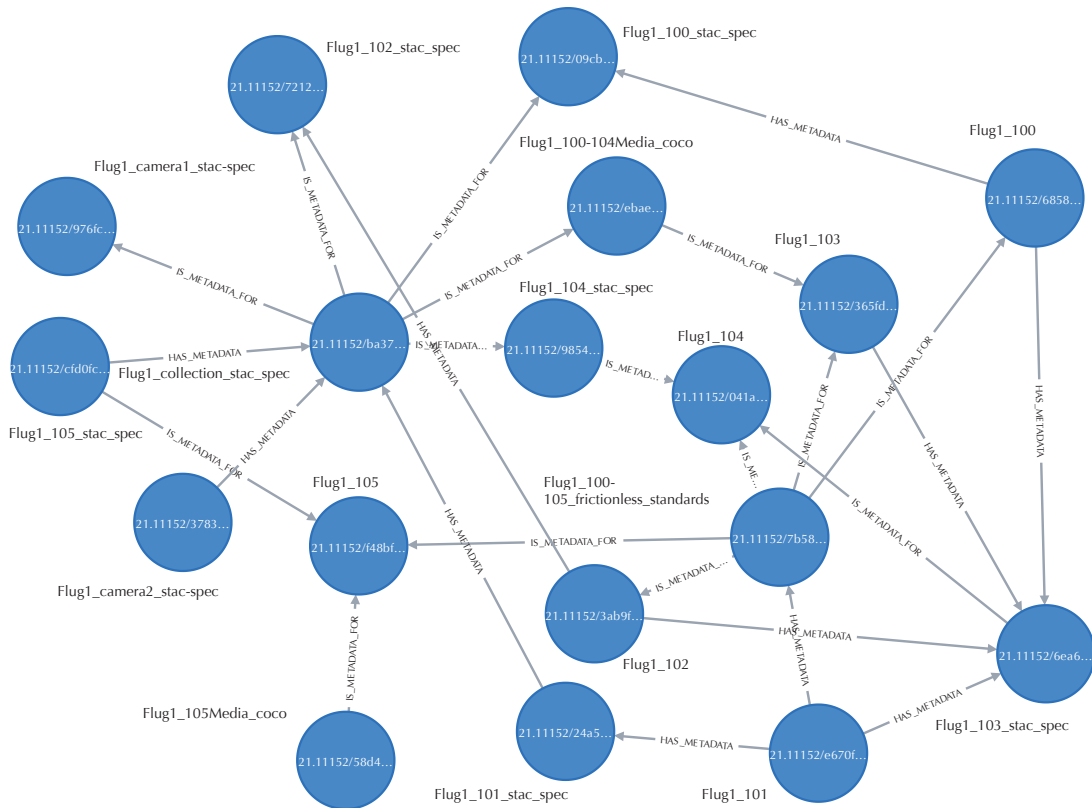 Flug1_102_stac_spec
21.11152/7212...
Flug1_100_stac_spec
21.11152/09cb...
HAS_METADATA
Flug1_100
21.11152/6858...
Flug1_100-104Media_coco
21.11152/ebae...
IS_METADATA_FOR
Flug1_camera1_stac-spec
21.11152/976fc...
IS_METADATA_FOR
IS_METADATA_FOR
IS_METADATA_FOR
IS_METADATA_FOR
Flug1_103
21.11152/365fd...
IS_METADATA_FOR
Flug1_104_stac_spec
21.11152/9854...
IS_METADATA...
IS_METAD...
Flug1_104
21.11152/041a...
21.11152/ba37...
HAS_METADATA
HAS_METADATA
21.11152/cfd0fc...
Flug1_collection_stac_spec
Flug1_105_stac_spec
IS_METADATA_FOR
HAS_METADATA
IS_METADATA_FOR
IS_METADATA_FOR
HAS_METADATA
HAS_METADATA
IS_ME...
IS_METADATA_FOR
Flug1_100-
105_frictionless_standards
21.11152/7b58...
Flug1_105
21.11152/f48bf...
21.11152/3783...
Flug1_camera2_stac-spec
IS_METADATA_FOR
IS_METADATA_...
HAS_METADATA
21.11152/3ab9f...
Flug1_102
HAS_METADATA
HAS_METADATA
21.11152/6ea6...
Flug1_103_stac_spec
IS_METADATA_FOR
Flug1_105Media_coco
21.11152/58d4...
21.11152/24a5...
Flug1_101_stac_spec
HAS_METADATA
HAS_METADATA
21.11152/e670f...
Flug1_101